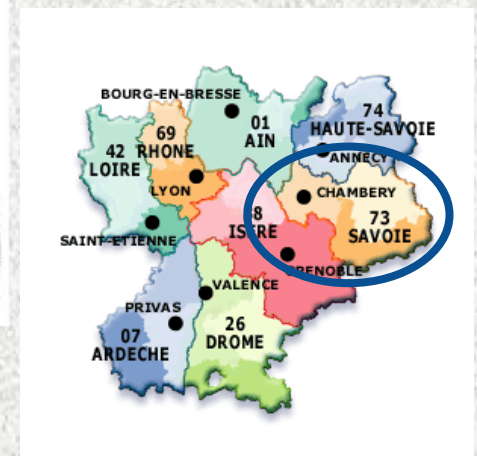 BOURG-EN-BRESSE
01
AIN
74
HAUTE-SAVOIE
ANNECY
69
RHONE
42
LOIRE
LYON
CHAMBERY
73
SAVOIE
8
ISERE
SAINT-ETIENNE
GRENOBLE
VALENCE
PRIVAS
26
DROME
07
ARDECHE